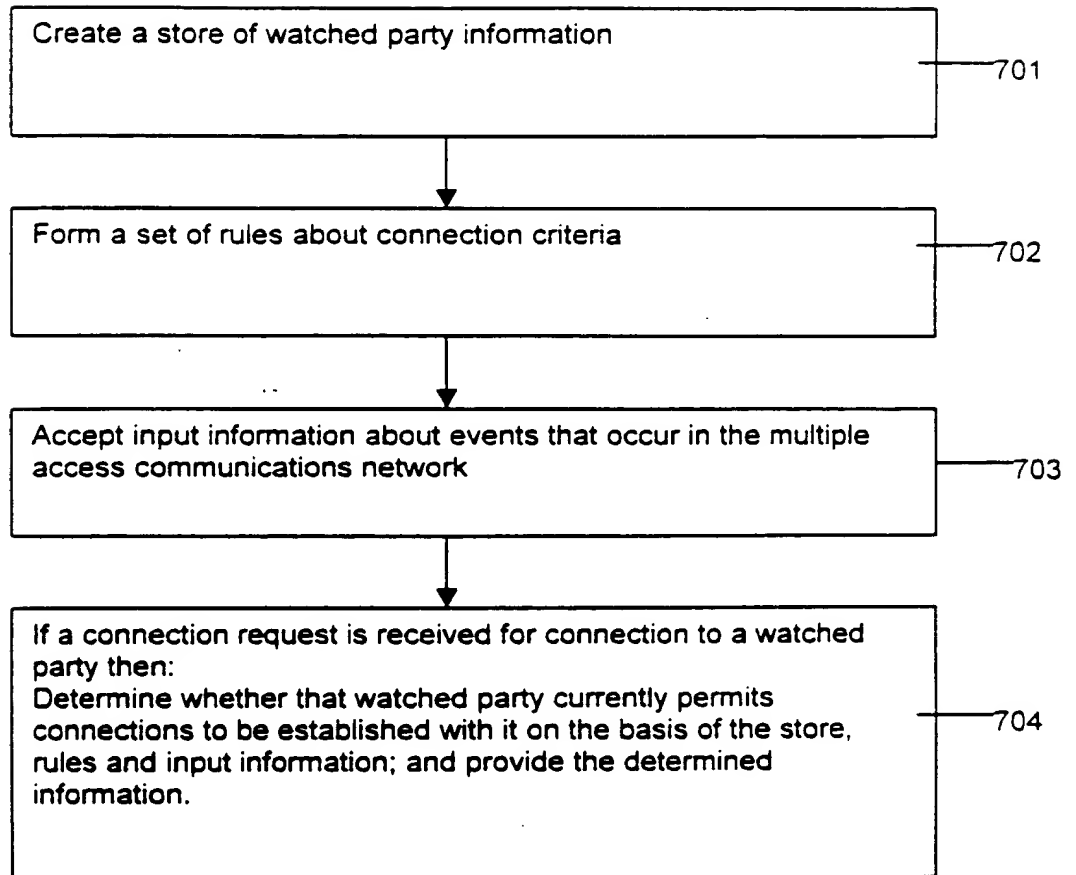 Create a store of watched party information
701
Form a set of rules about connection criteria
702
Accept input information about events that occur in the multiple
access communications network
703
If a connection request is received for connection to a watched
party then:
Determine whether that watched party currently permits
connections to be established with it on the basis of the store,
rules and input information; and provide the determined
information.
704